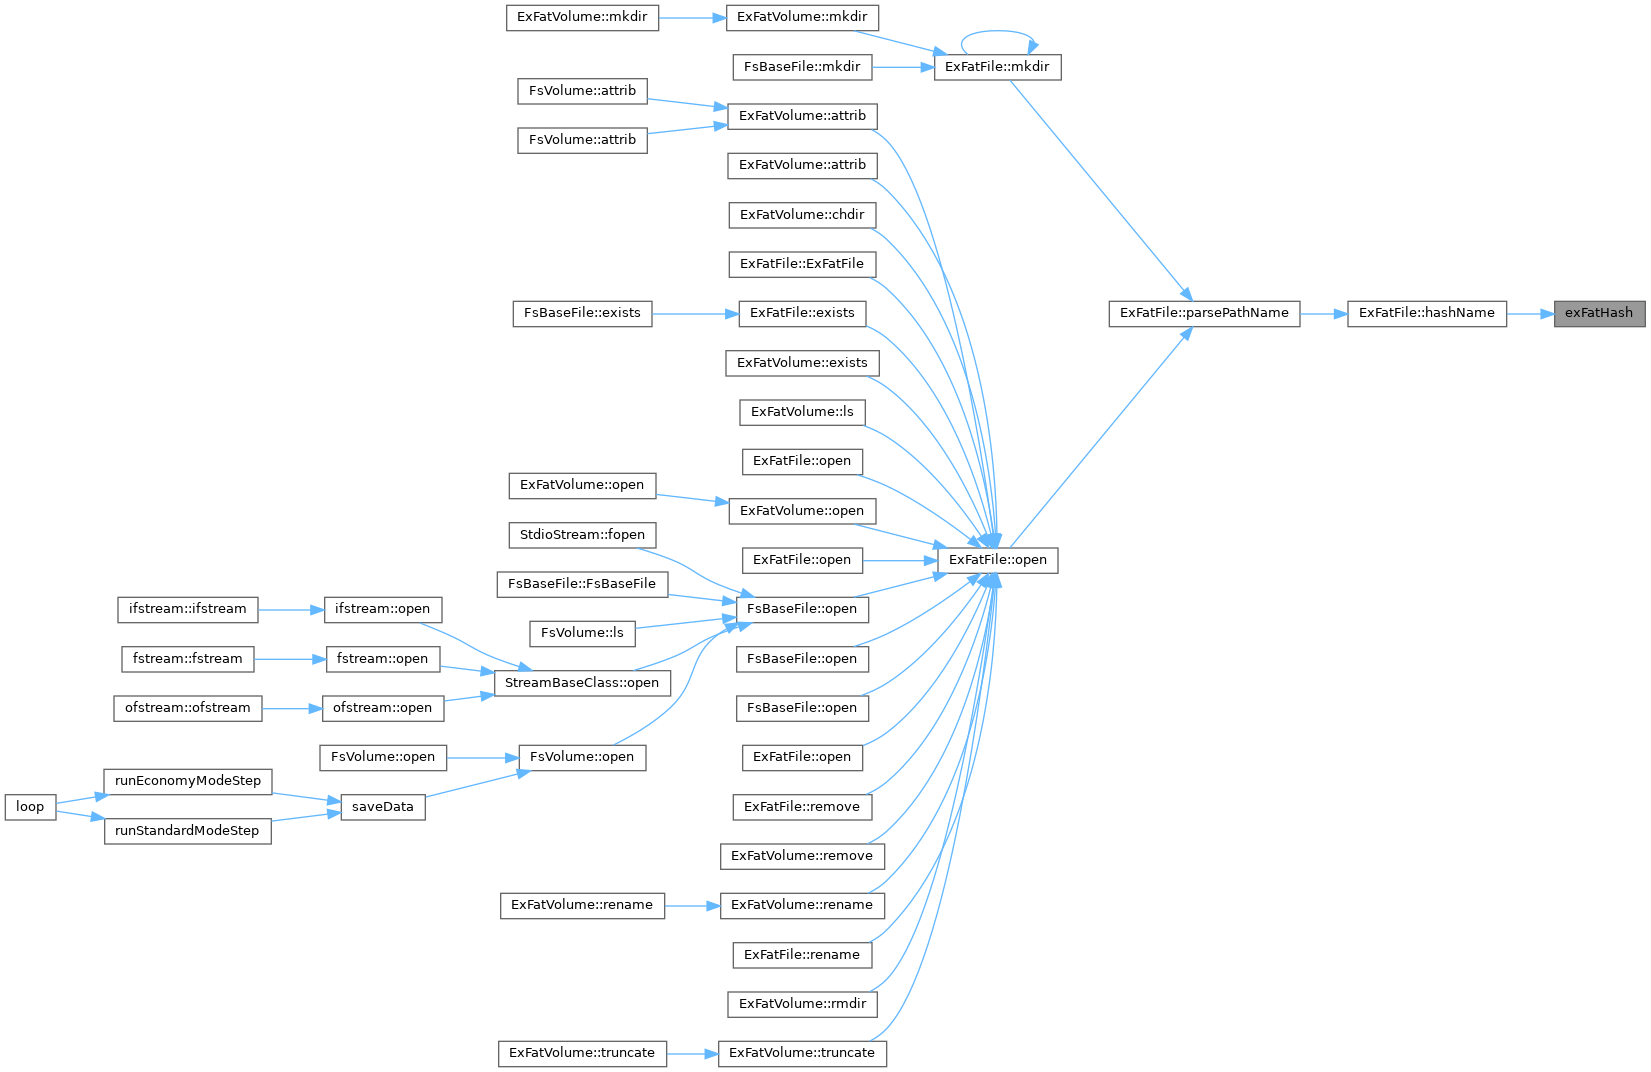 ExFatVolume::mkdir
ExFatVolume::mkdir
FsBaseFile::mkdir
ExFatFile::mkdir
FsVolume::attrib
ExFatVolume::attrib
FsVolume::attrib
ExFatVolume::attrib
ExFatVolume::chdir
ExFatFile::ExFatFile
FsBaseFile::exists
ExFatFile::exists
ExFatFile::parsePathName
ExFatFile::hashName
exFatHash
ExFatVolume::exists
ExFatVolume::ls
ExFatFile::open
ExFatVolume::open
ExFatVolume::open
StdioStream::fopen
ExFatFile::open
ExFatFile::open
FsBaseFile::FsBaseFile
ifstream::ifstream
ifstream::open
FsBaseFile::open
FsVolume::ls
fstream::fstream
fstream::open
FsBaseFile::open
StreamBaseClass::open
ofstream::ofstream
ofstream::open
FsBaseFile::open
FsVolume::open
FsVolume::open
ExFatFile::open
runEconomyModeStep
loop
saveData
ExFatFile::remove
runStandardModeStep
ExFatVolume::remove
ExFatVolume::rename
ExFatVolume::rename
ExFatFile::rename
ExFatVolume::rmdir
ExFatVolume::truncate
ExFatVolume::truncate